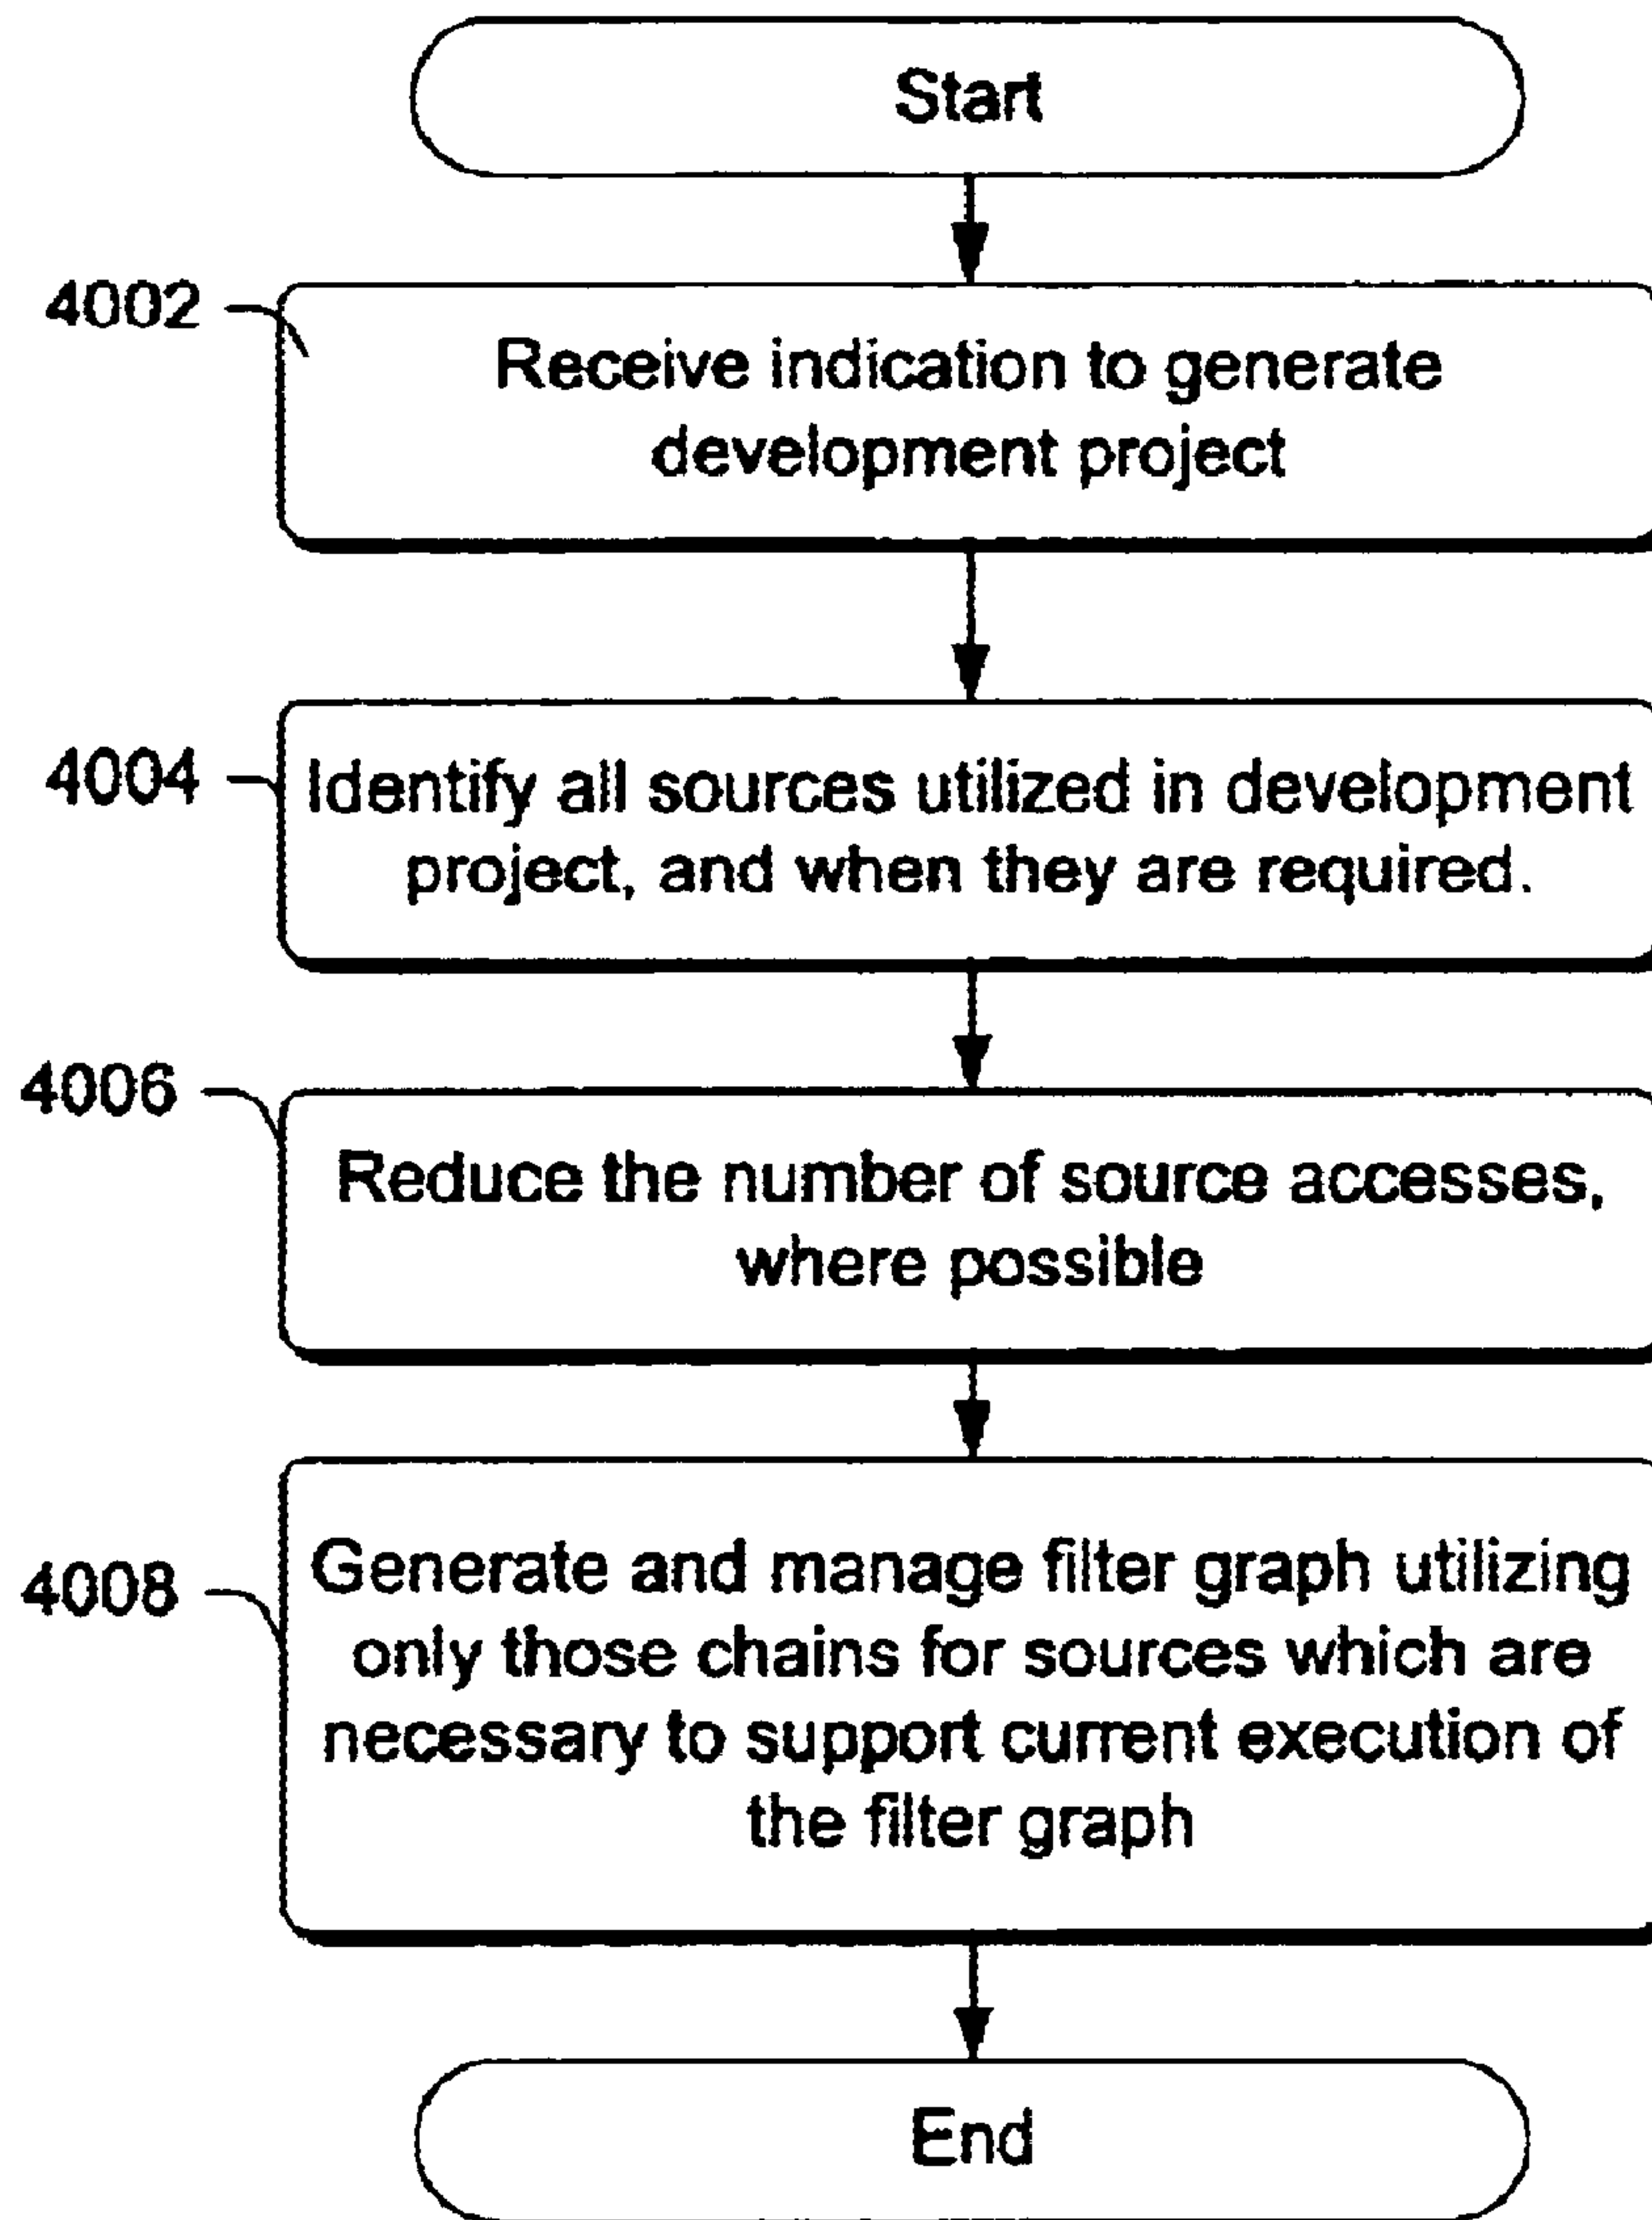 Start
4002
Receive indication to generate
development project
4004
Identify all sources utilized in development
project, and when they are required.
4006
Reduce the number of source accesses,
where possible
4008
Generate and manage filter graph utilizing
only those chains for sources which are
necessary to support current execution of
the filter graph
End